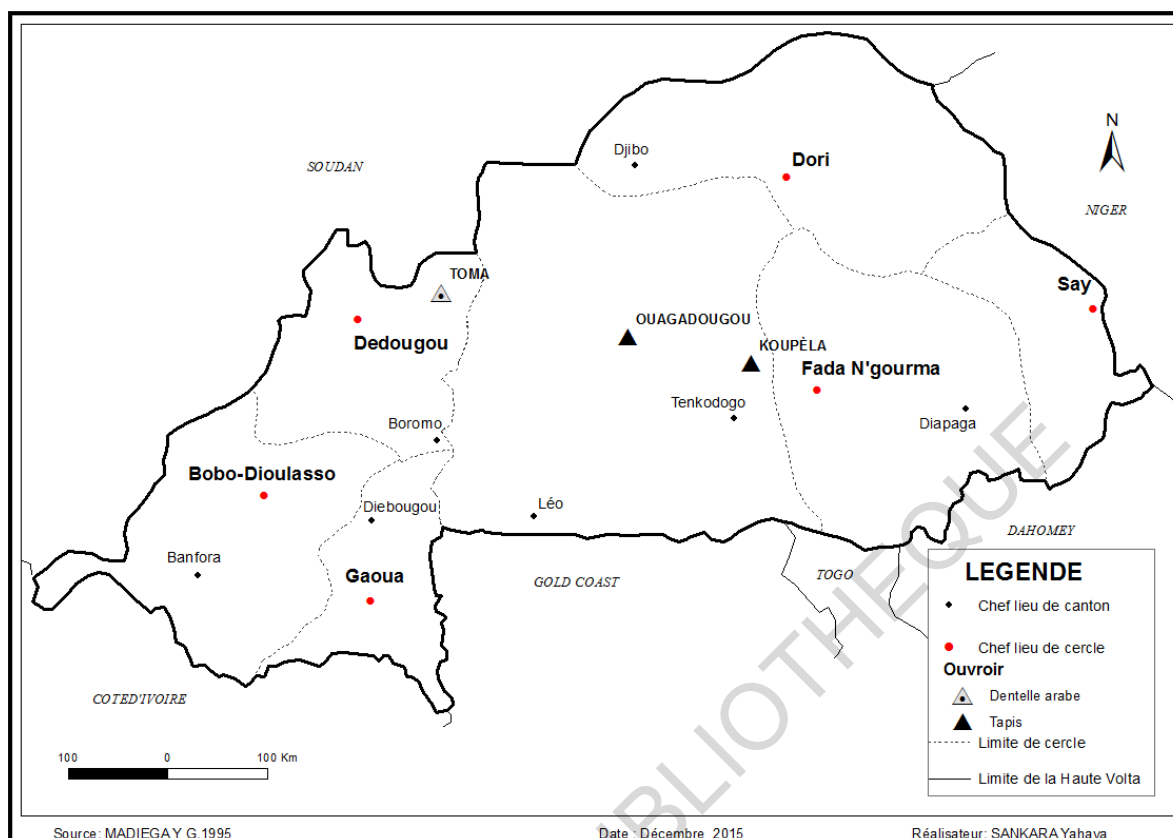 N
Djibo
Dori
SOUDAN
NIGER
TOMA
Say
Dedougou
OUAGADOUGOU
KOUPÈLA
Fada N'gourma
Tenkodogo
Diapaga
Boromo
Bobo-Dioulasso
Diebougou
Léo
Banfora
Gaoua
GOLD COAST
TOGO
DAHOMEY
COTED'IVOIRE
LEGENDE
Chef lieu de canton
Chef lieu de cercle
Ouvroir
Dentelle arabe
Tapis
Limite de cercle
Limite de la Haute Volta
100 0 100 Km
BIBLIOTHEQUE
Source: MADIEGA Y G.1995
Date : Décembre 2015
Réalisateur: SANKARA Yahaya